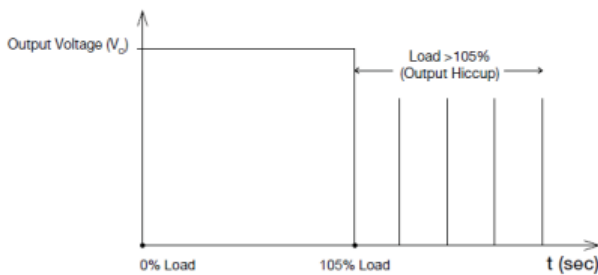 Output Voltage (Vo)
Load >105%
(Output Hiccup)
0% Load
105% Load
t (sec)